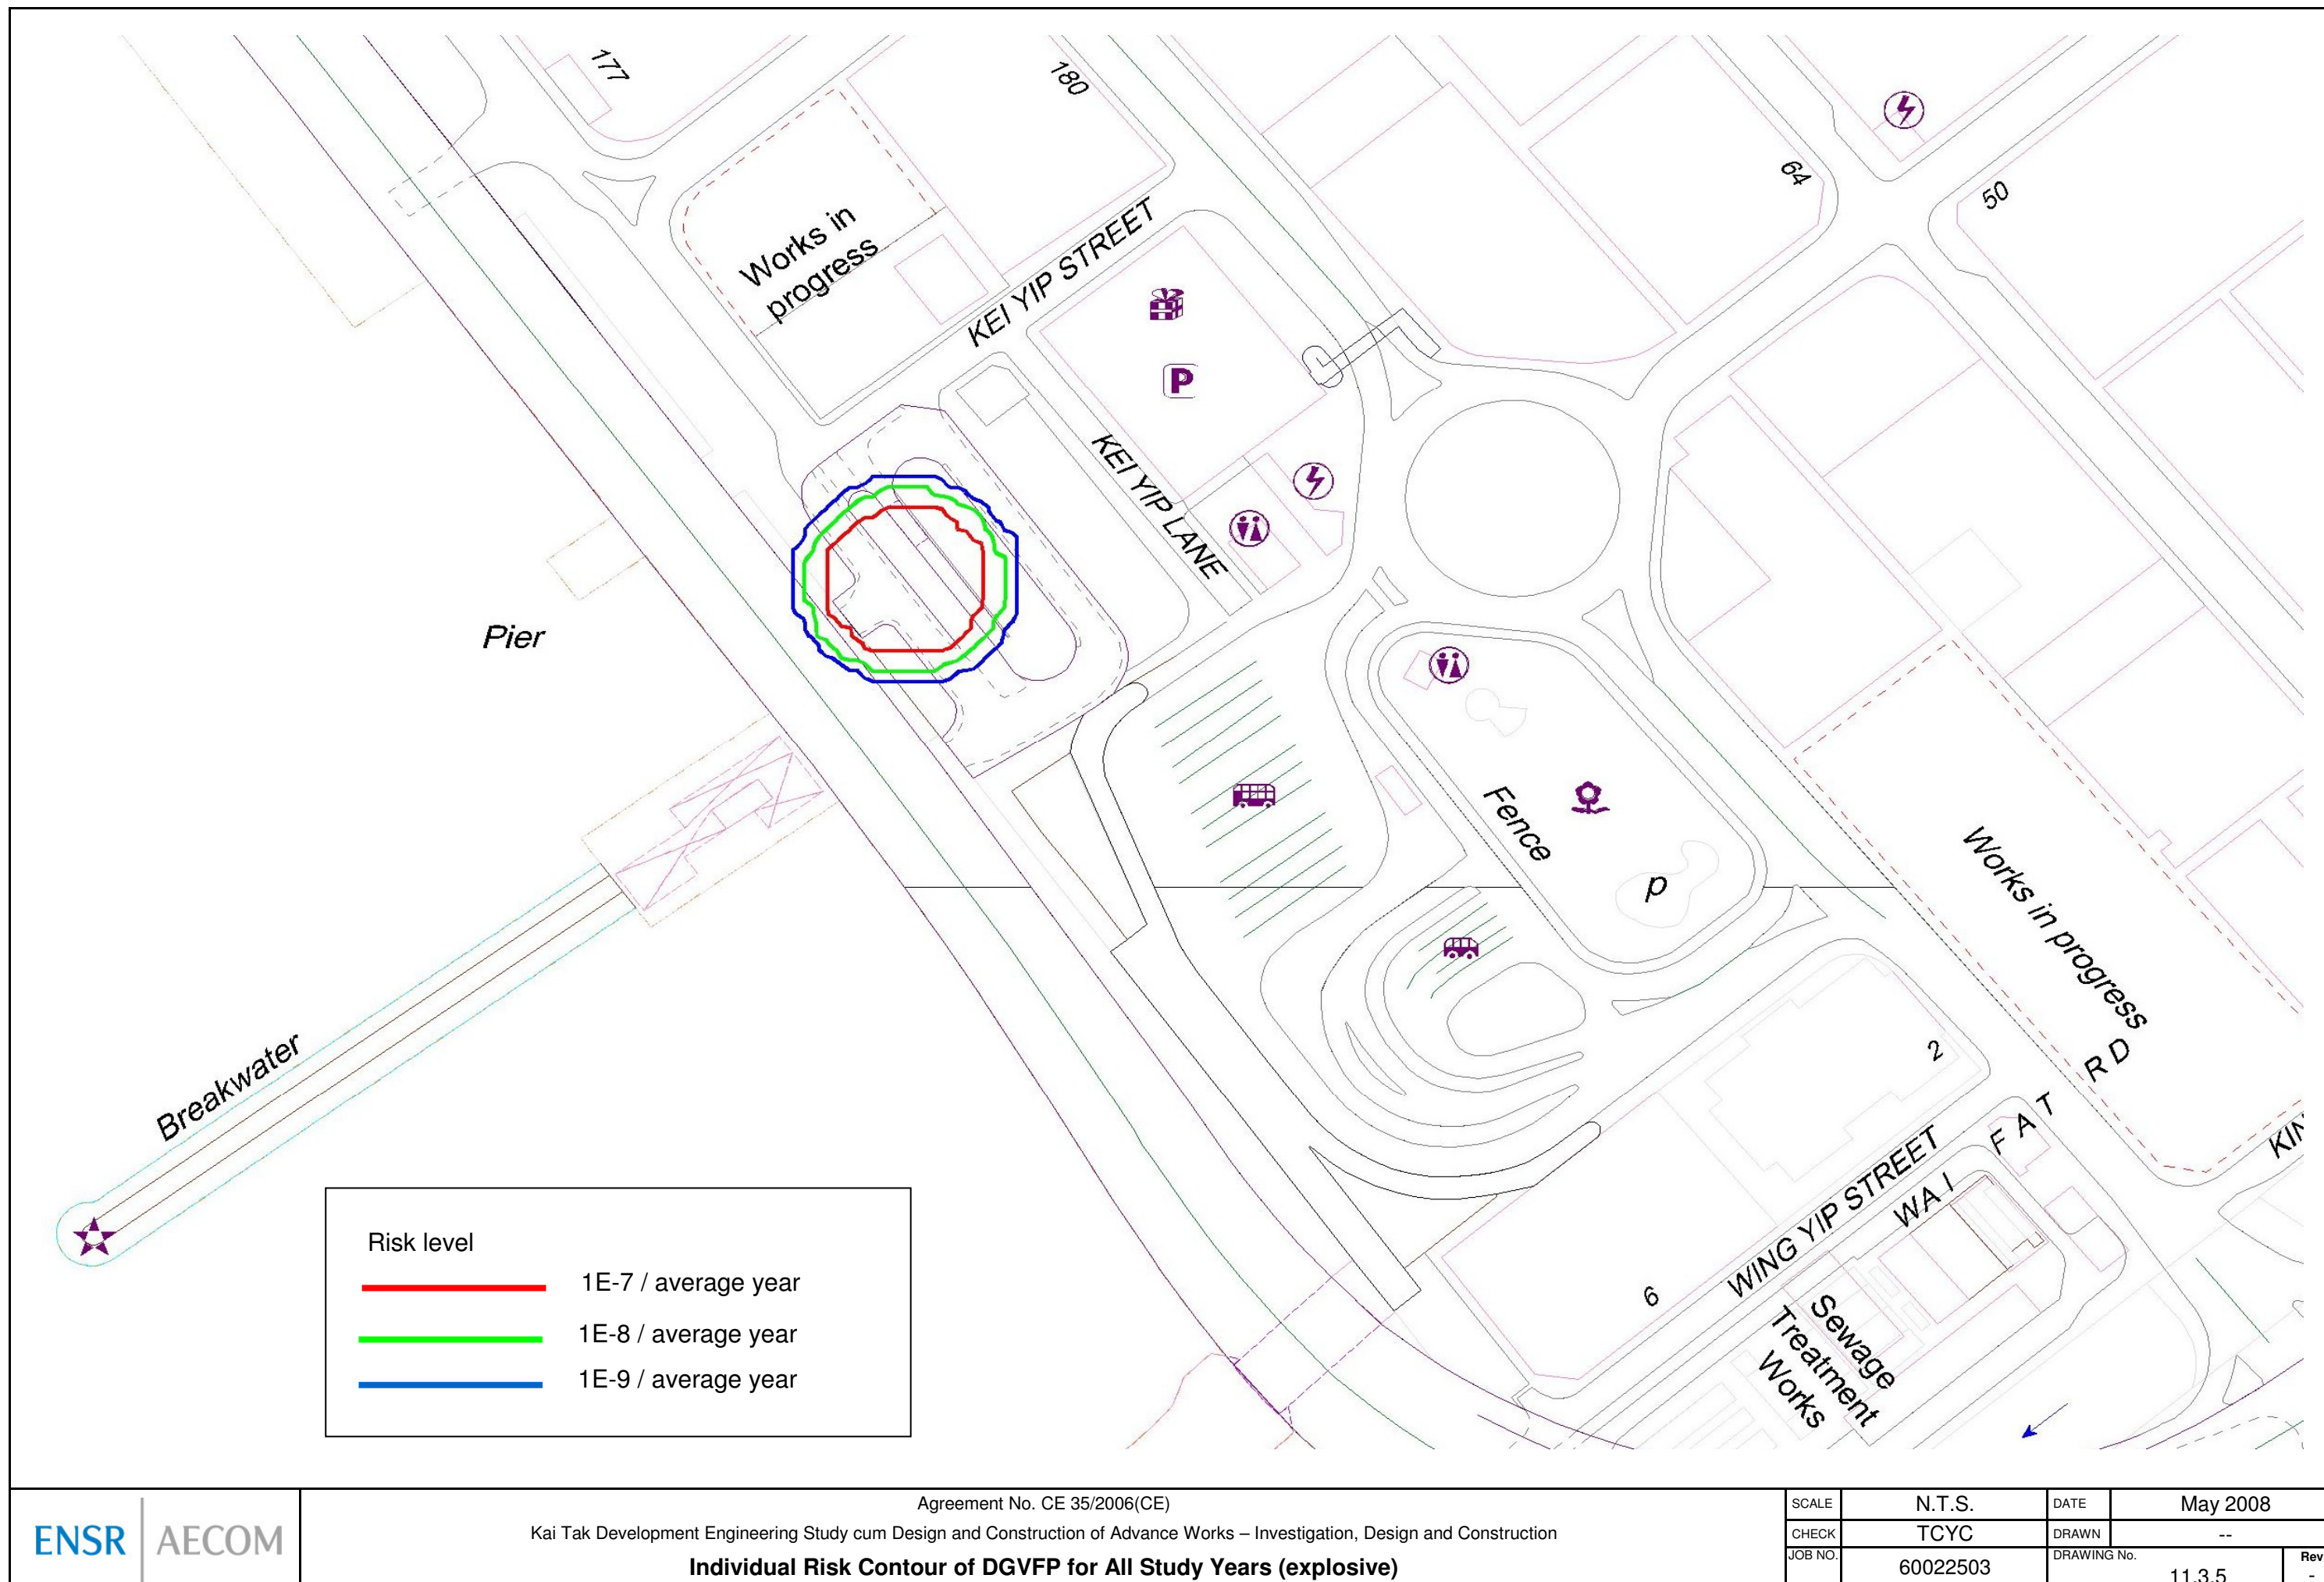 177
180
64
50
Works in
progress
KEI YIP STREET
P
KEI YIP LANE
Pier
Fence
p
Works in progress
Breakwater
2
RD
FAT
WAI
WING YIP STREET
6
Sewage
Treatment
Works
Risk level
1E-7 / average year
1E-8 / average year
1E-9 / average year
ENSR AECOM
Agreement No. CE 35/2006(CE)
Kai Tak Development Engineering Study cum Design and Construction of Advance Works – Investigation, Design and Construction
Individual Risk Contour of DGVFP for All Study Years (explosive)
SCALE N.T.S. DATE May 2008
CHECK TCYC DRAWN --
JOB NO. 60022503 DRAWING No. 11.3.5 Rev -